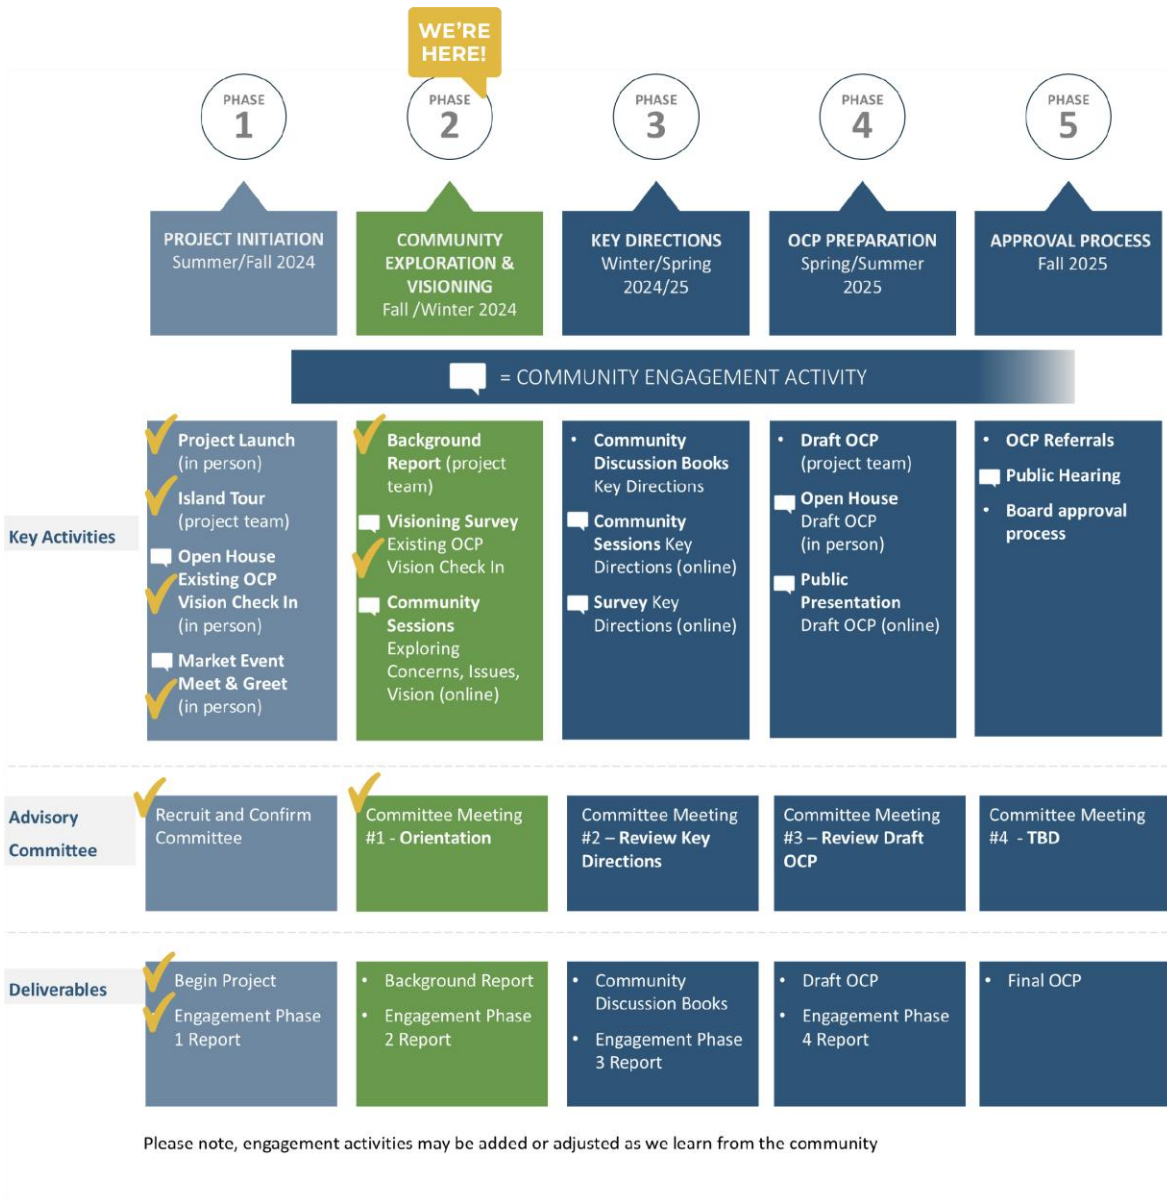 WE'RE
HERE!
PHASE
1
PHASE
2
PHASE
3
PHASE
4
PHASE
5
PROJECT INITIATION
Summer/Fall 2024
COMMUNITY
EXPLORATION &
VISIONING
Fall /Winter 2024
KEY DIRECTIONS
Winter/Spring
2024/25
OCP PREPARATION
Spring/Summer
2025
APPROVAL PROCESS
Fall 2025
= COMMUNITY ENGAGEMENT ACTIVITY
Key Activities
Project Launch
(in person)
Island Tour
(project team)
Open House
Existing OCP
Vision Check In
(in person)
Market Event
Meet & Greet
(in person)
Background
Report (project
team)
Visioning Survey
Existing OCP
Vision Check In
Community
Sessions
Exploring
Concerns, Issues,
Vision (online)
• Community
Discussion Books
Key Directions
Community
Sessions Key
Directions (online)
Survey Key
Directions (online)
• Draft OCP
(project team)
Open House
Draft OCP
(in person)
Public
Presentation
Draft OCP (online)
• OCP Referrals
Public Hearing
• Board approval
process
Advisory
Committee
Recruit and Confirm
Committee
Committee Meeting
#1 - Orientation
Committee Meeting
#2 – Review Key
Directions
Committee Meeting
#3 – Review Draft
OCP
Committee Meeting
#4 - TBD
Deliverables
Begin Project
Engagement Phase
1 Report
• Background Report
• Engagement Phase
2 Report
• Community
Discussion Books
• Engagement Phase
3 Report
• Draft OCP
• Engagement Phase
4 Report
• Final OCP
Please note, engagement activities may be added or adjusted as we learn from the community